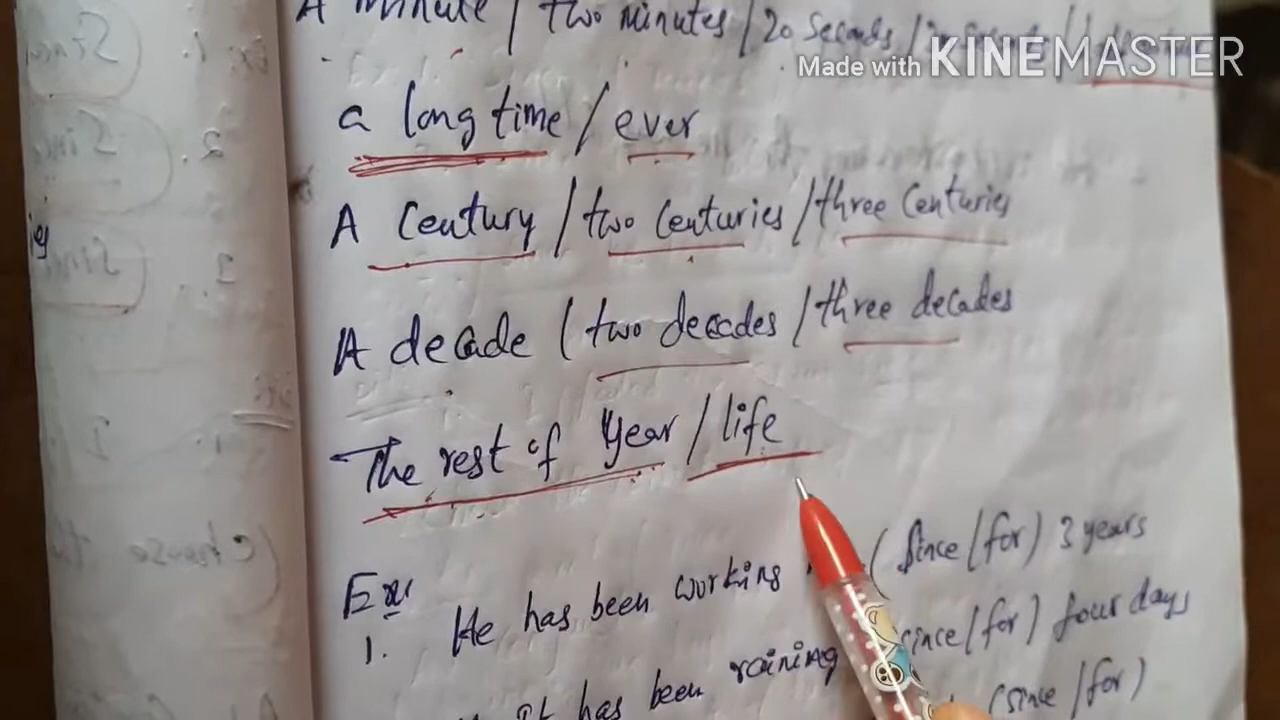 A minute / two minutes / 20 seconds /
Made with KINEMASTER
a long time / ever
A century / two centuries / three centuries
A decade / two decades / three decades
The rest of year / life
Ex:
1. He has been working (since/for) 3 years
It has been raining since/(for) four days
(since/for)